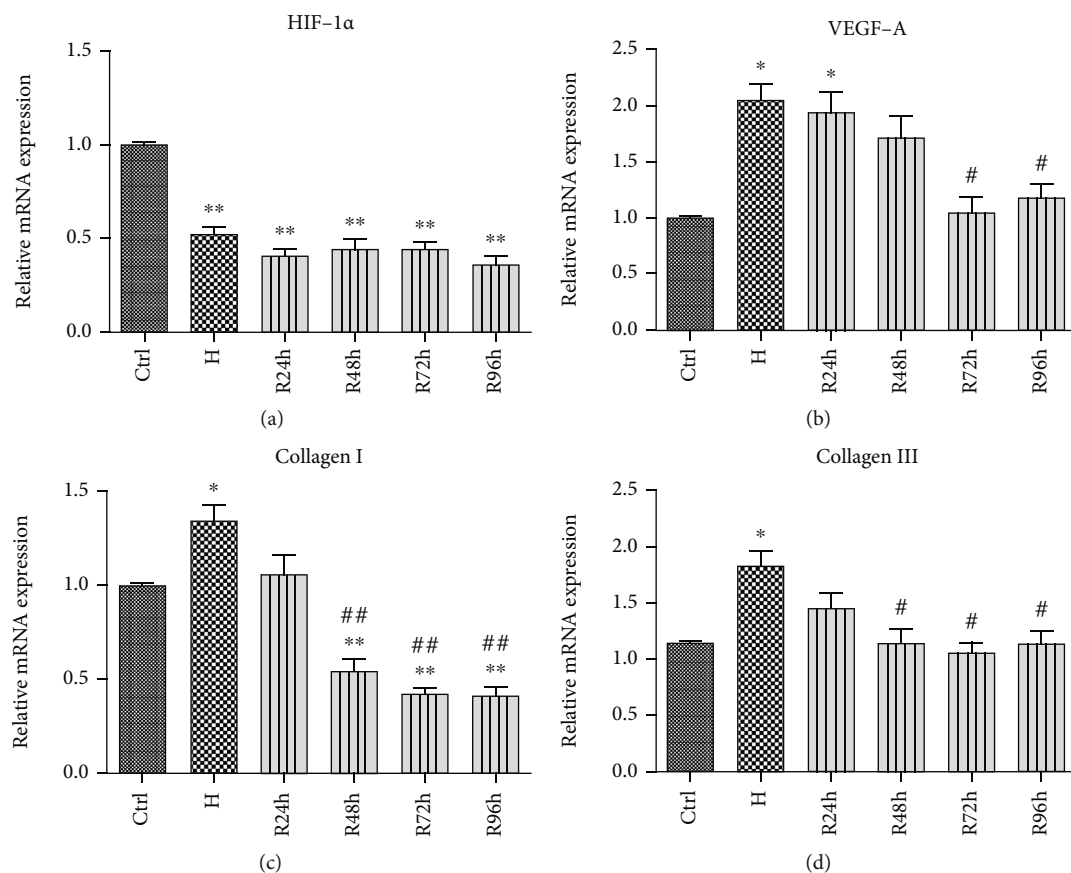 HIF–1α
Relative mRNA expression
1.5
1.0
0.5
0.0
**
**
**
**
**
Ctrl
H
R24h
R48h
R72h
R96h
(a)
VEGF–A
Relative mRNA expression
2.5
2.0
1.5
1.0
0.5
0.0
*
*
#
#
Ctrl
H
R24h
R48h
R72h
R96h
(b)
Collagen I
Relative mRNA expression
1.5
1.0
0.5
0.0
*
##
**
##
**
##
**
Ctrl
H
R24h
R48h
R72h
R96h
(c)
Collagen III
Relative mRNA expression
2.5
2.0
1.5
1.0
0.5
0.0
*
#
#
#
Ctrl
H
R24h
R48h
R72h
R96h
(d)